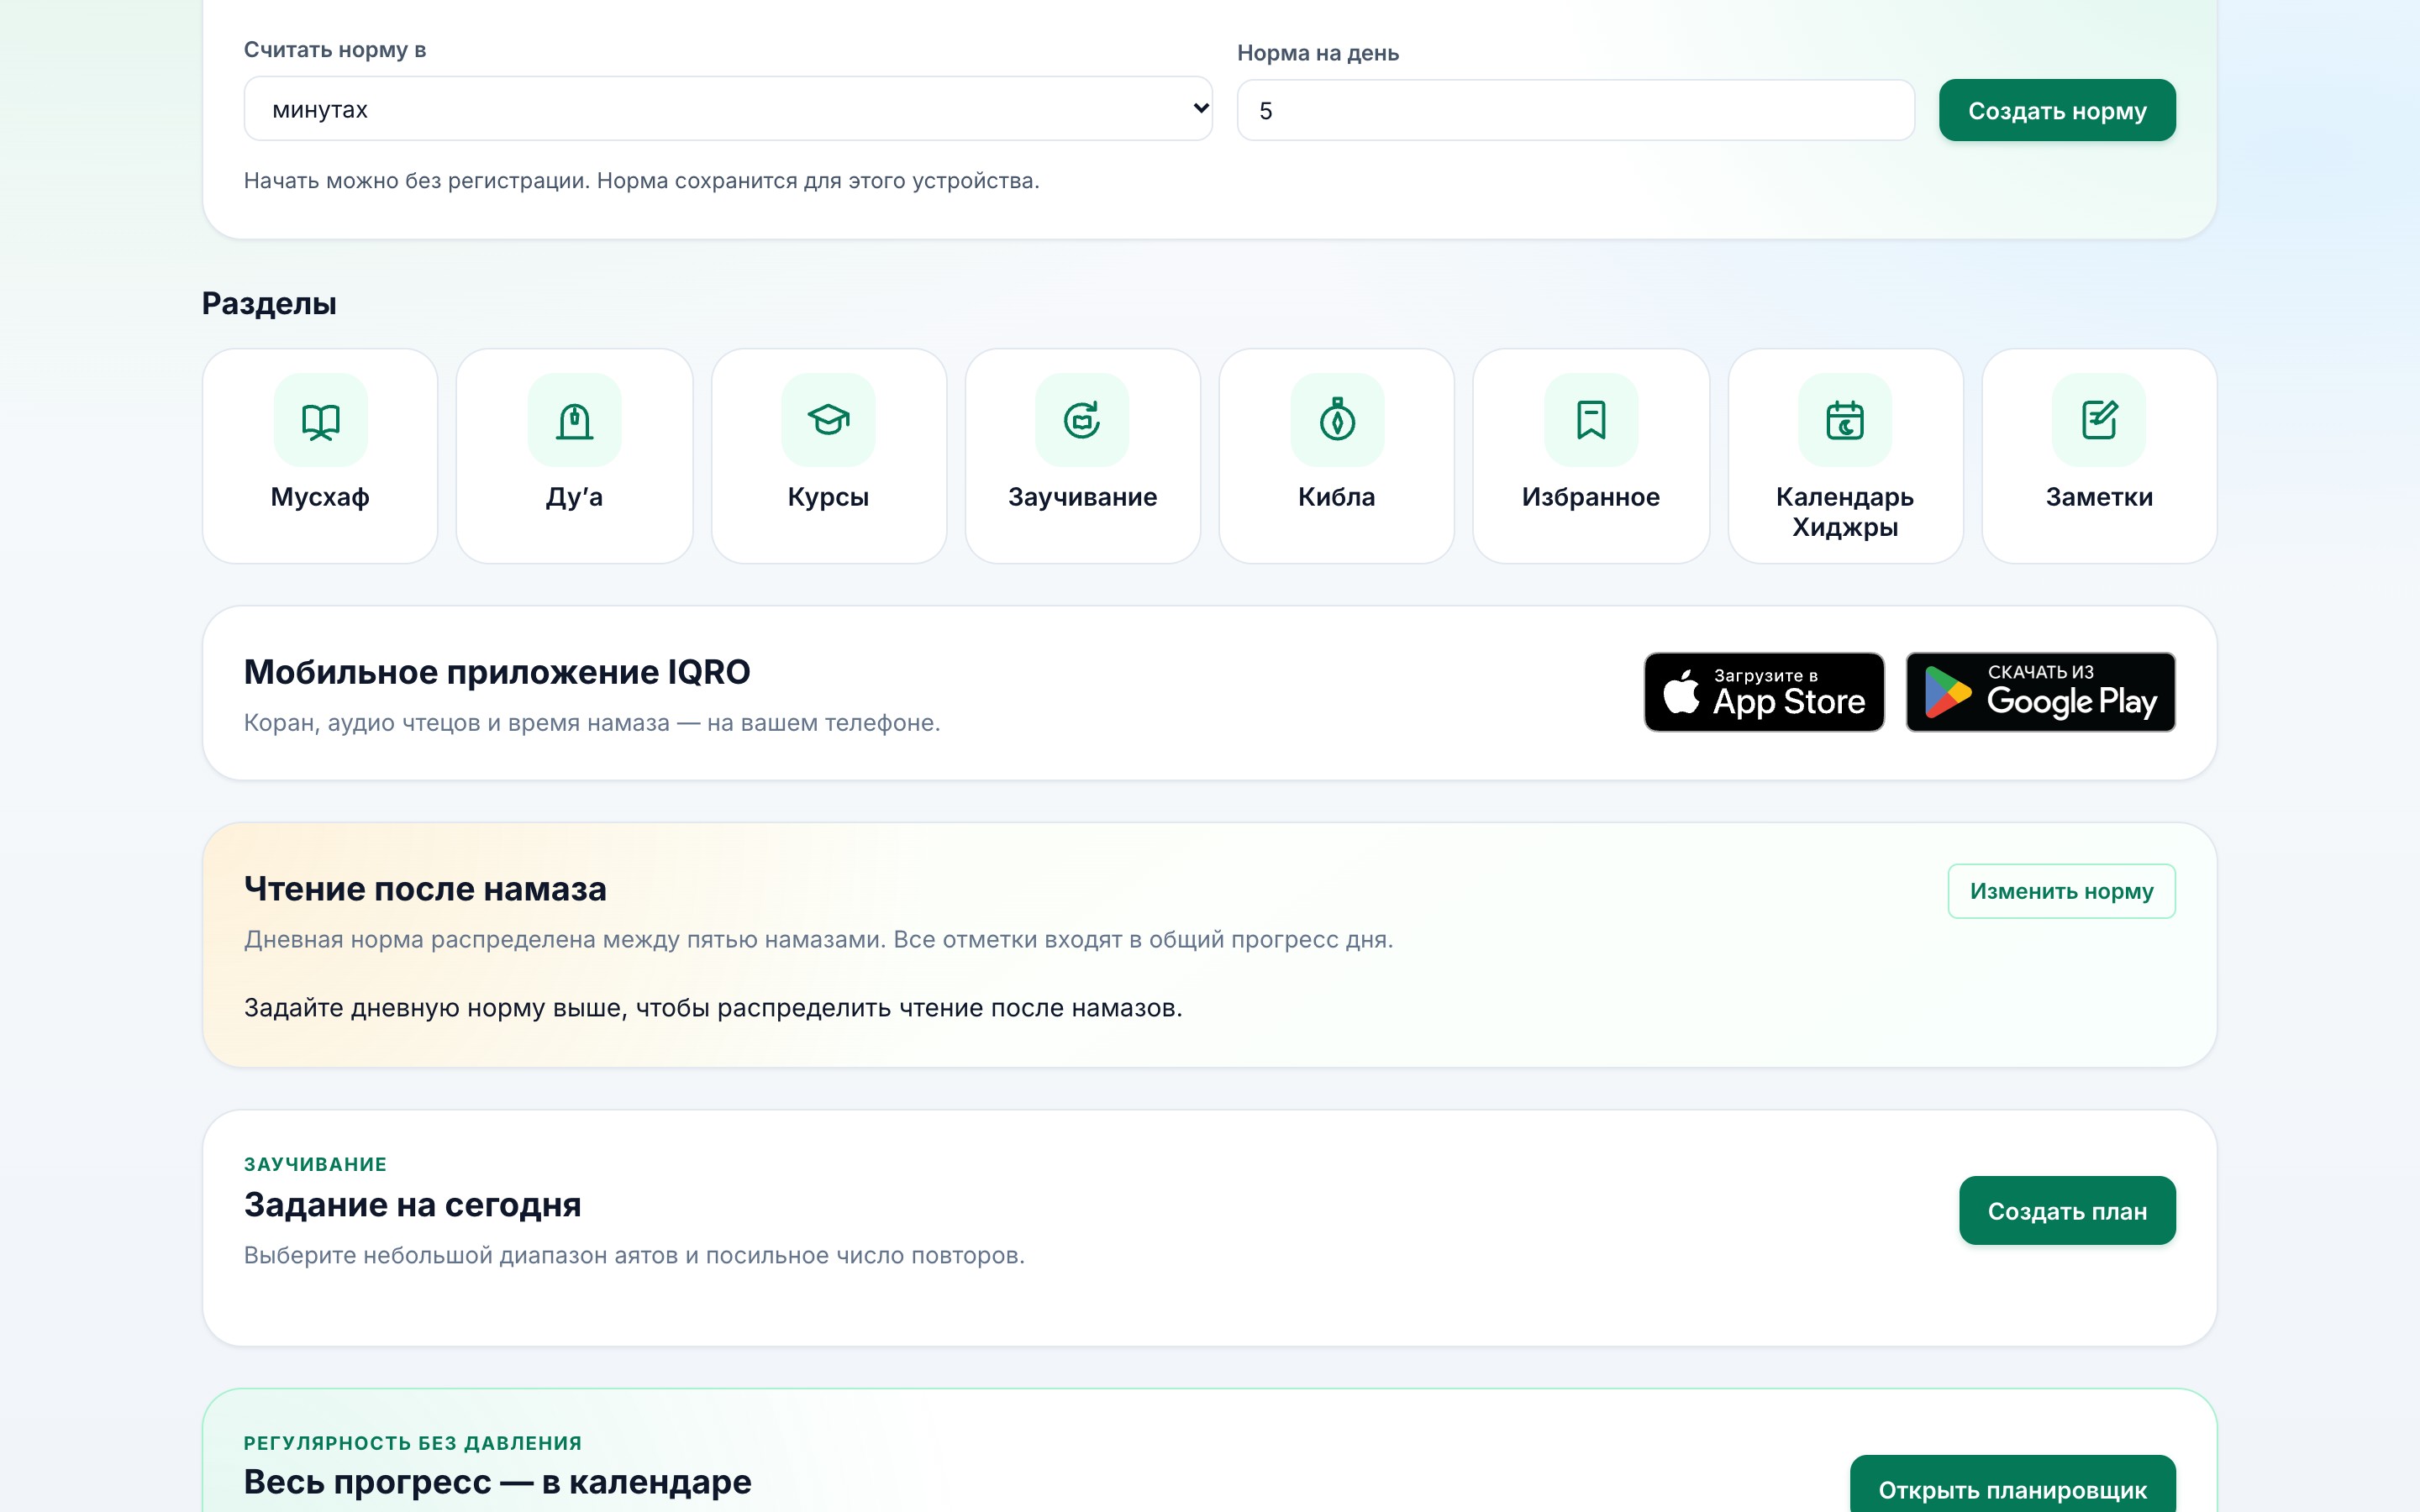 Считать норму в
Норма на день
минутах
5
Создать норму
Начать можно без регистрации. Норма сохранится для этого устройства.
Разделы
Мусхаф
Ду’а
Курсы
Заучивание
Кибла
Избранное
Календарь
Хиджры
Заметки
Мобильное приложение IQRO
Коран, аудио чтецов и время намаза — на вашем телефоне.
Загрузите в
App Store
СКАЧАТЬ ИЗ
Google Play
Чтение после намаза
Изменить норму
Дневная норма распределена между пятью намазами. Все отметки входят в общий прогресс дня.
Задайте дневную норму выше, чтобы распределить чтение после намазов.
ЗАУЧИВАНИЕ
Задание на сегодня
Создать план
Выберите небольшой диапазон аятов и посильное число повторов.
РЕГУЛЯРНОСТЬ БЕЗ ДАВЛЕНИЯ
Весь прогресс — в календаре
Открыть планировщик